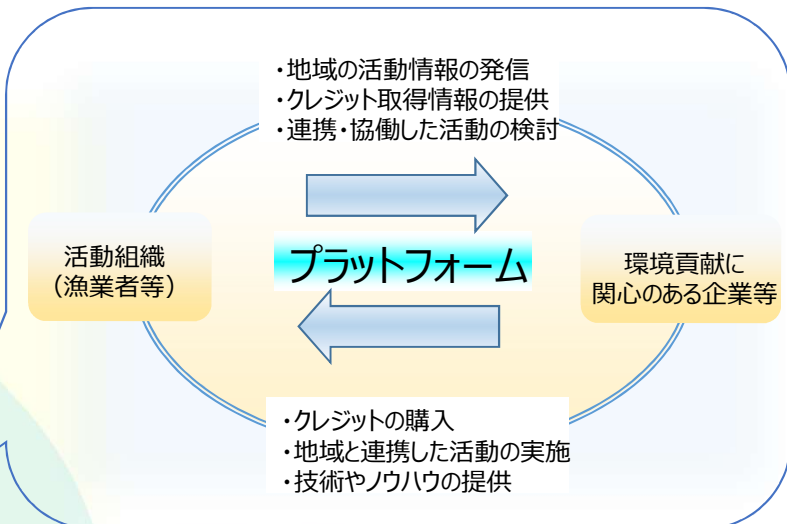 ・地域の活動情報の発信
・クレジット取得情報の提供
・連携・協働した活動の検討
活動組織
（漁業者等）
プラットフォーム
環境貢献に
関心のある企業等
・クレジットの購入
・地域と連携した活動の実施
・技術やノウハウの提供